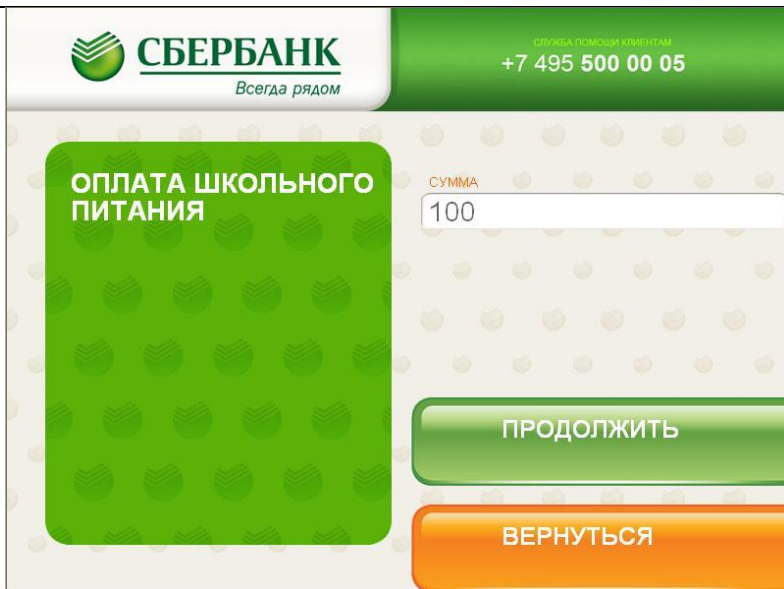 СБЕРБАНК
Всегда рядом
СЛУЖБА ПОМОЩИ КЛИЕНТАМ
+7 495 500 00 05
ОПЛАТА ШКОЛЬНОГО
ПИТАНИЯ
СУММА
100
ПРОДОЛЖИТЬ
ВЕРНУТЬСЯ